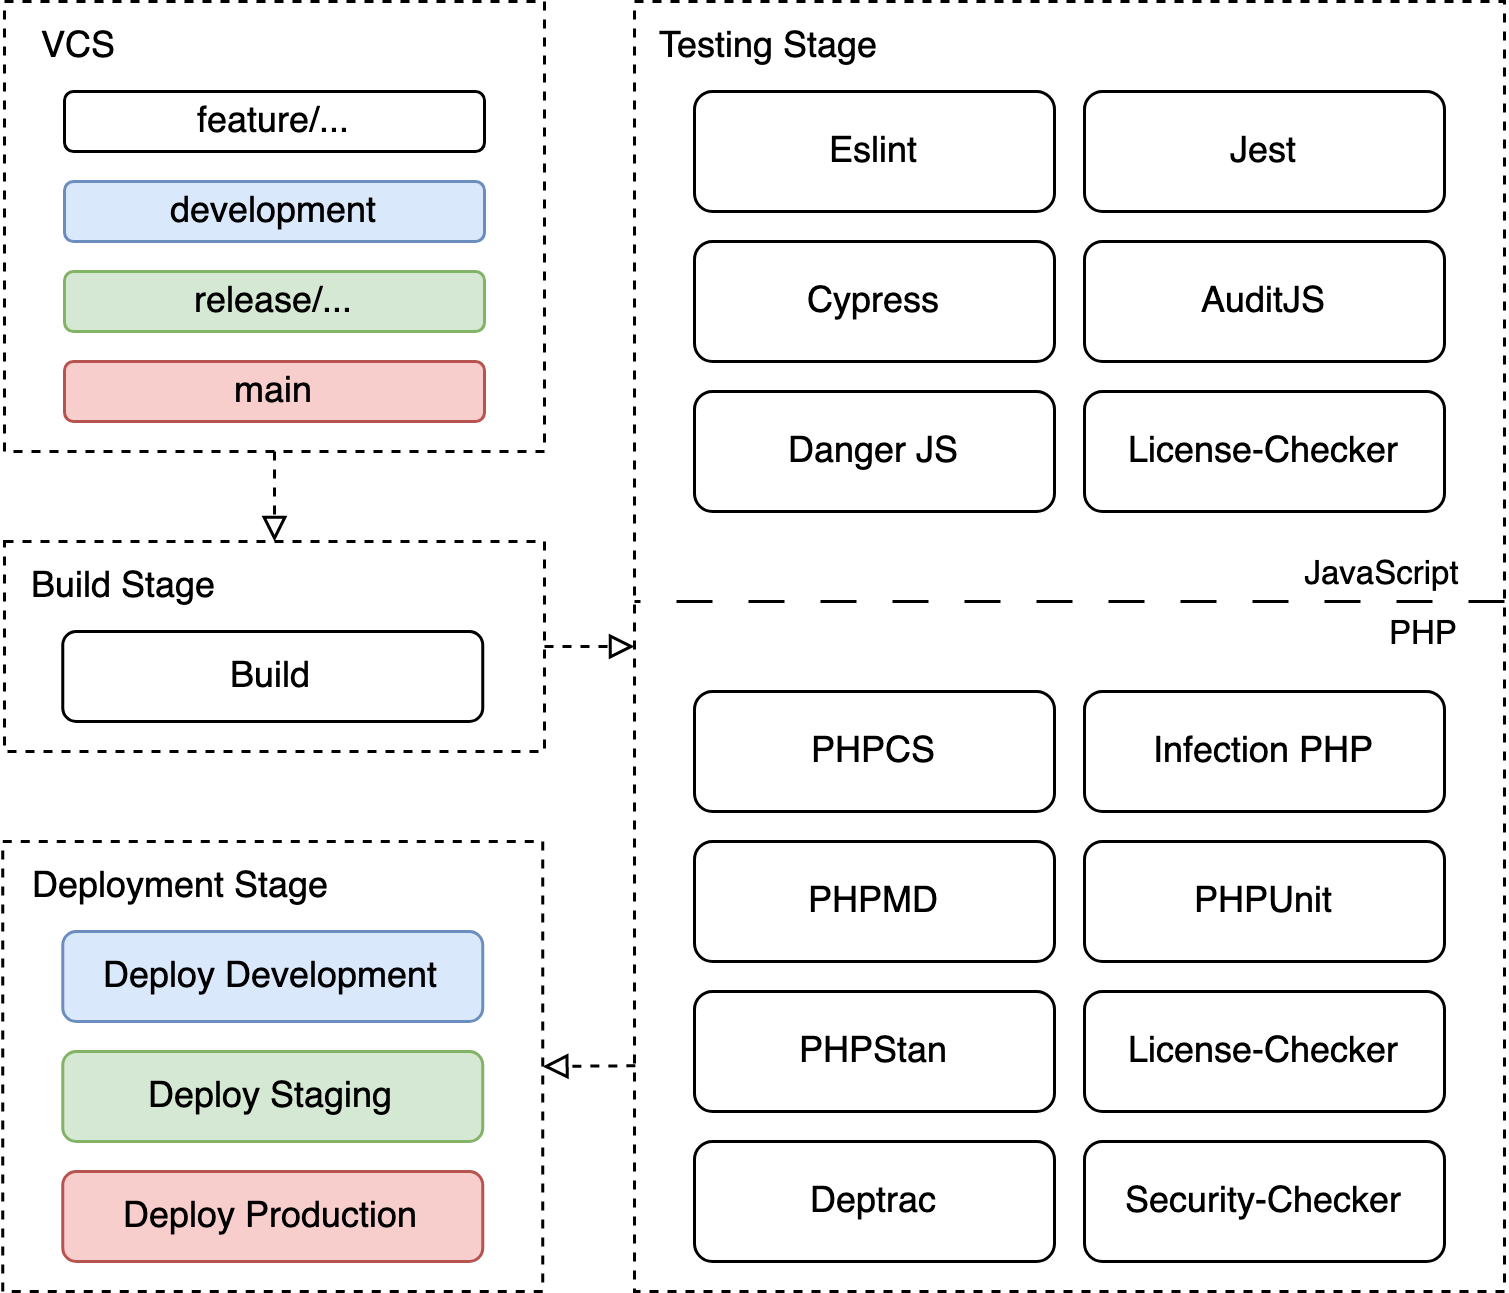 VCS
feature/...
development
release/...
main
Build Stage
Build
Deployment Stage
Deploy Development
Deploy Staging
Deploy Production
Testing Stage
Eslint
Jest
Cypress
AuditJS
Danger JS
License-Checker
JavaScript
PHP
PHPCS
Infection PHP
PHPMD
PHPUnit
PHPStan
License-Checker
Deptrac
Security-Checker